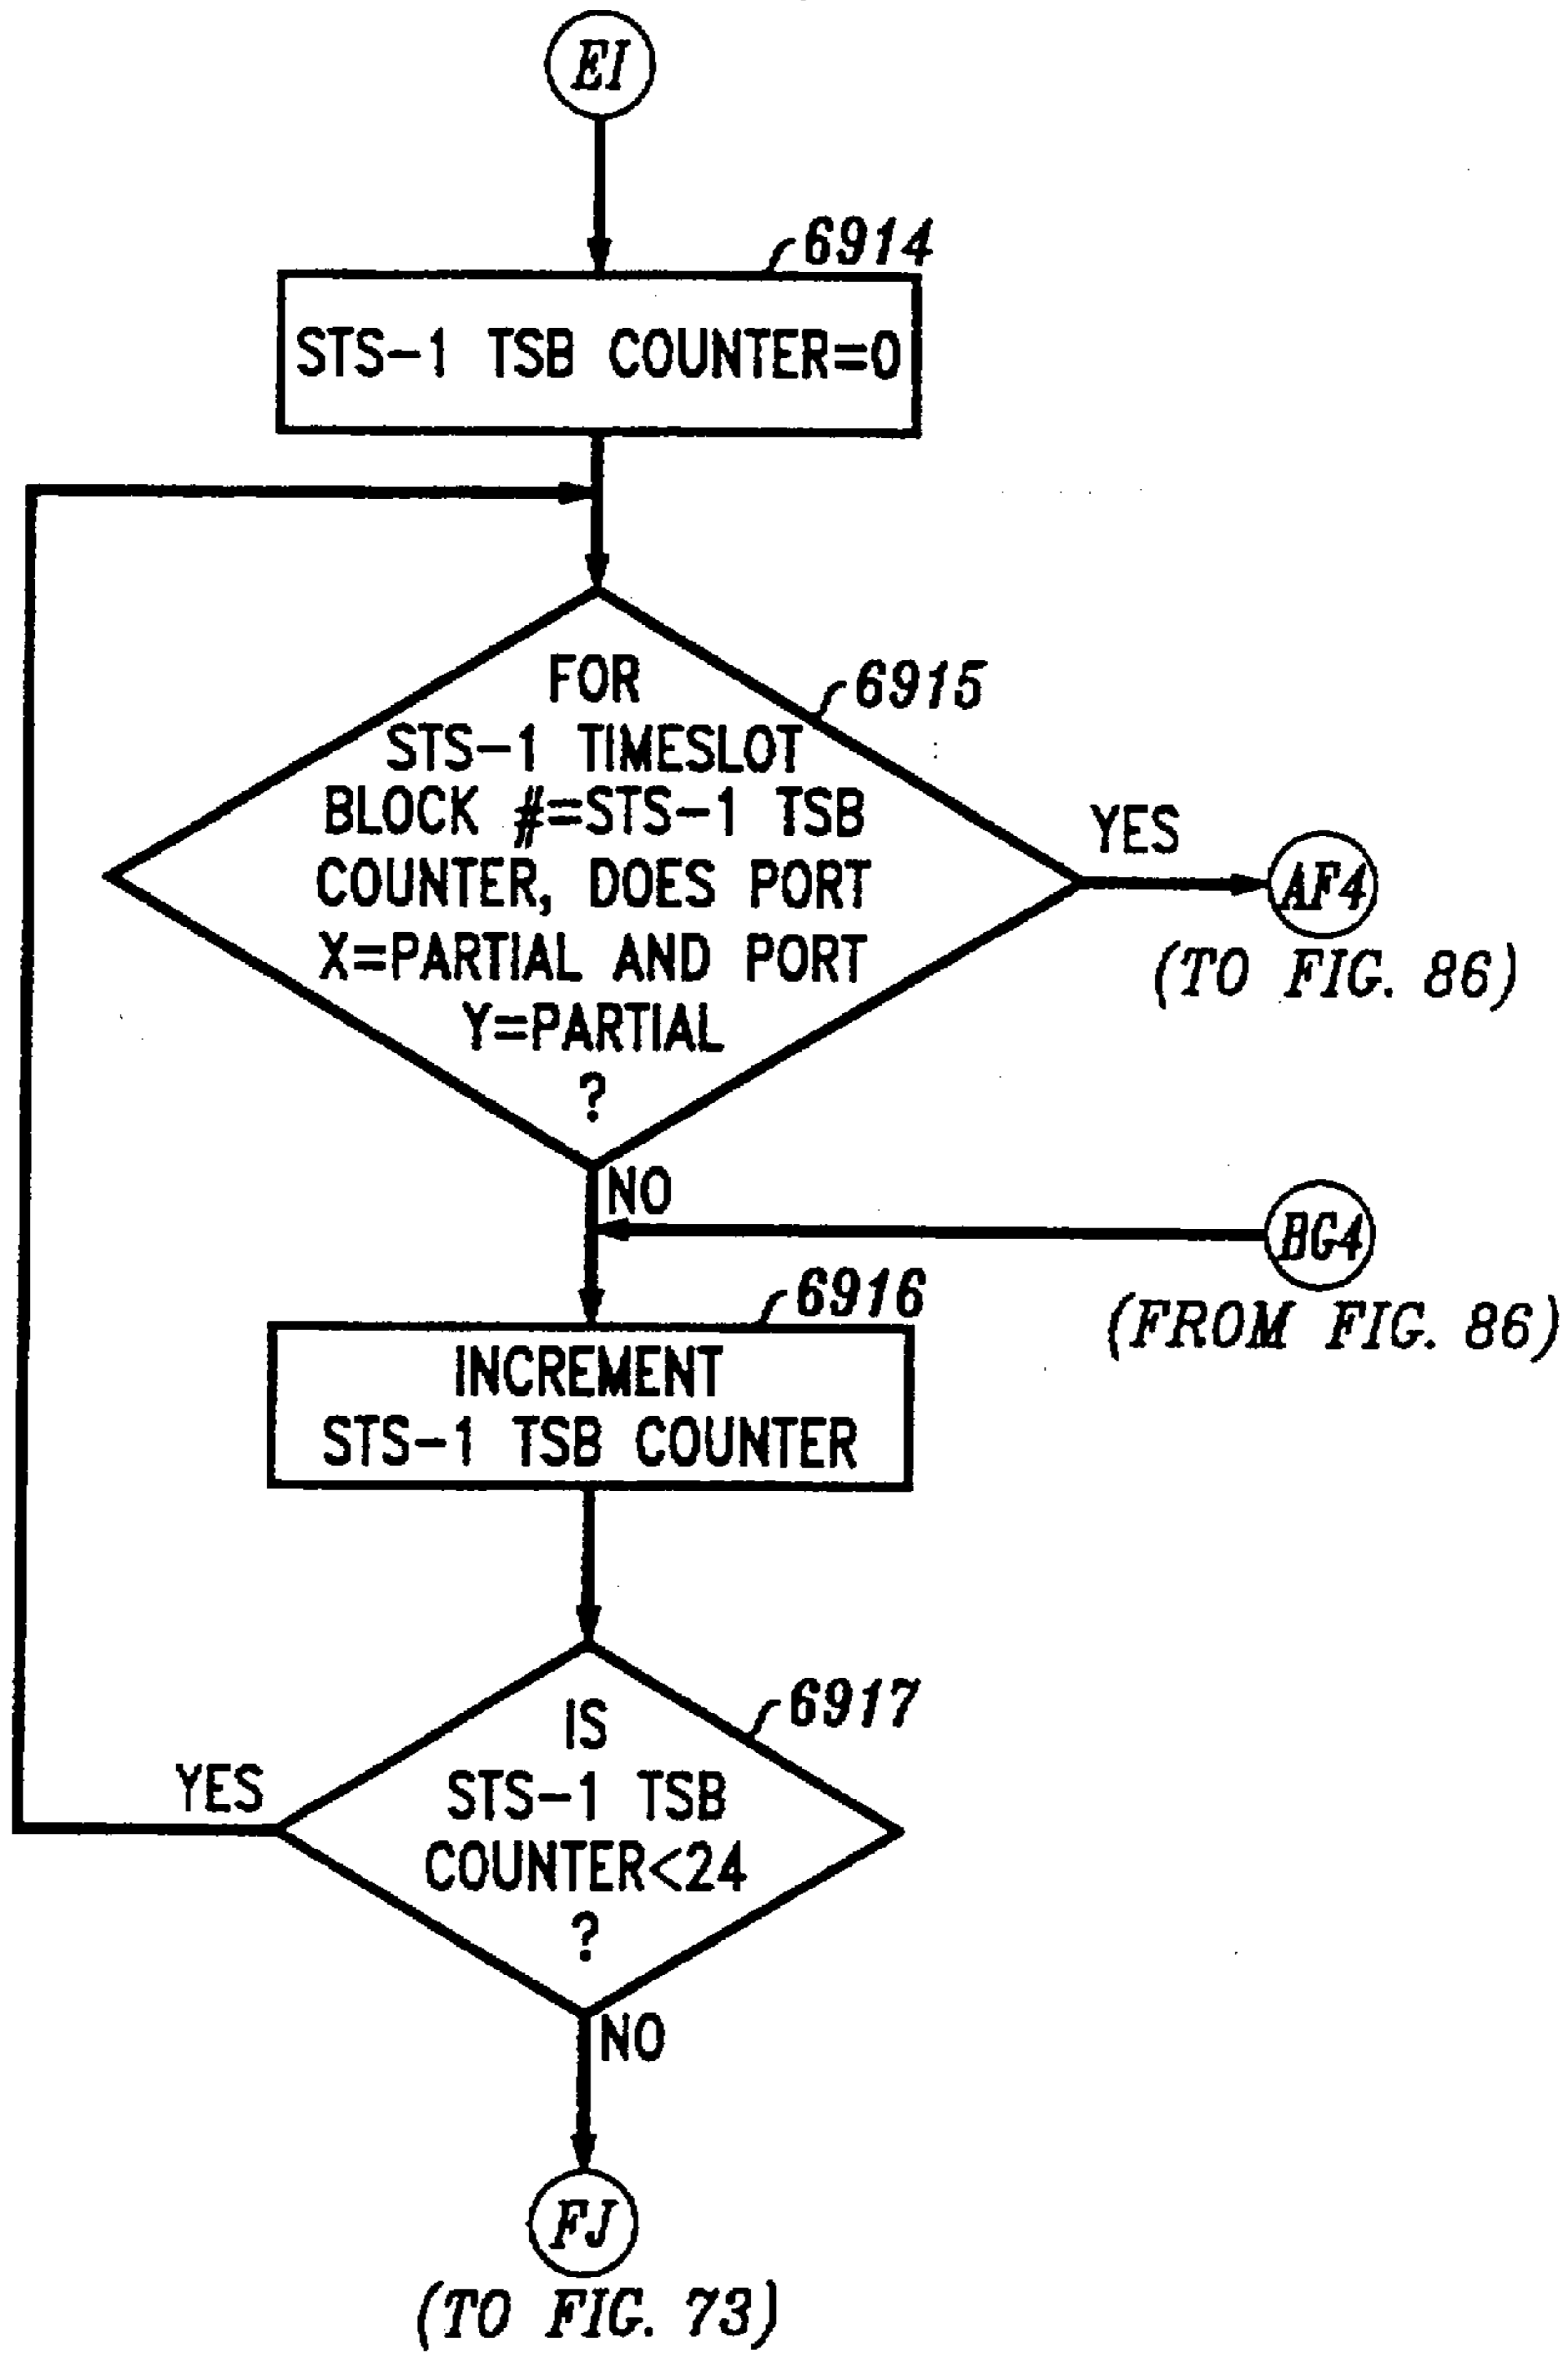 EI
6914
STS-1 TSB COUNTER=0
6915
FOR
STS-1 TIMESLOT
BLOCK #=STS-1 TSB
COUNTER, DOES PORT
X=PARTIAL AND PORT
Y=PARTIAL
?
YES
AF4
(TO FIG. 86)
NO
BG4
(FROM FIG. 86)
6916
INCREMENT
STS-1 TSB COUNTER
6917
IS
STS-1 TSB
COUNTER<24
?
YES
NO
FJ
(TO FIG. 73)